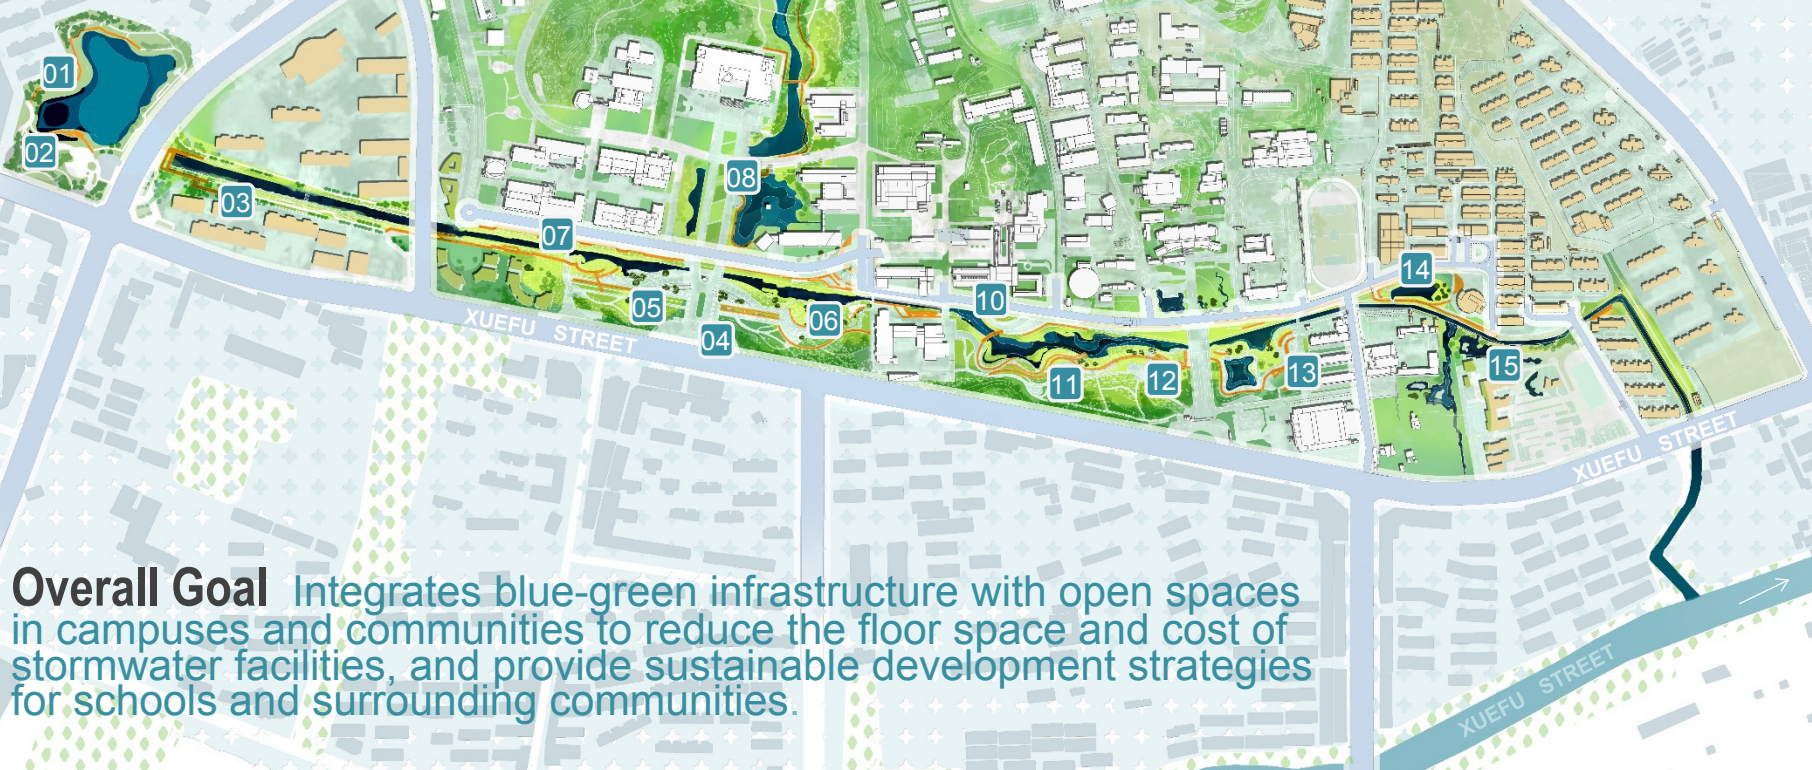 01
02
03
08
07
05
04
06
10
14
11
12
13
15
XUEFU STREET
XUEFU STREET
Overall Goal Integrates blue-green infrastructure with open spaces
in campuses and communities to reduce the floor space and cost of
stormwater facilities, and provide sustainable development strategies
for schools and surrounding communities.
XUEFU STREET